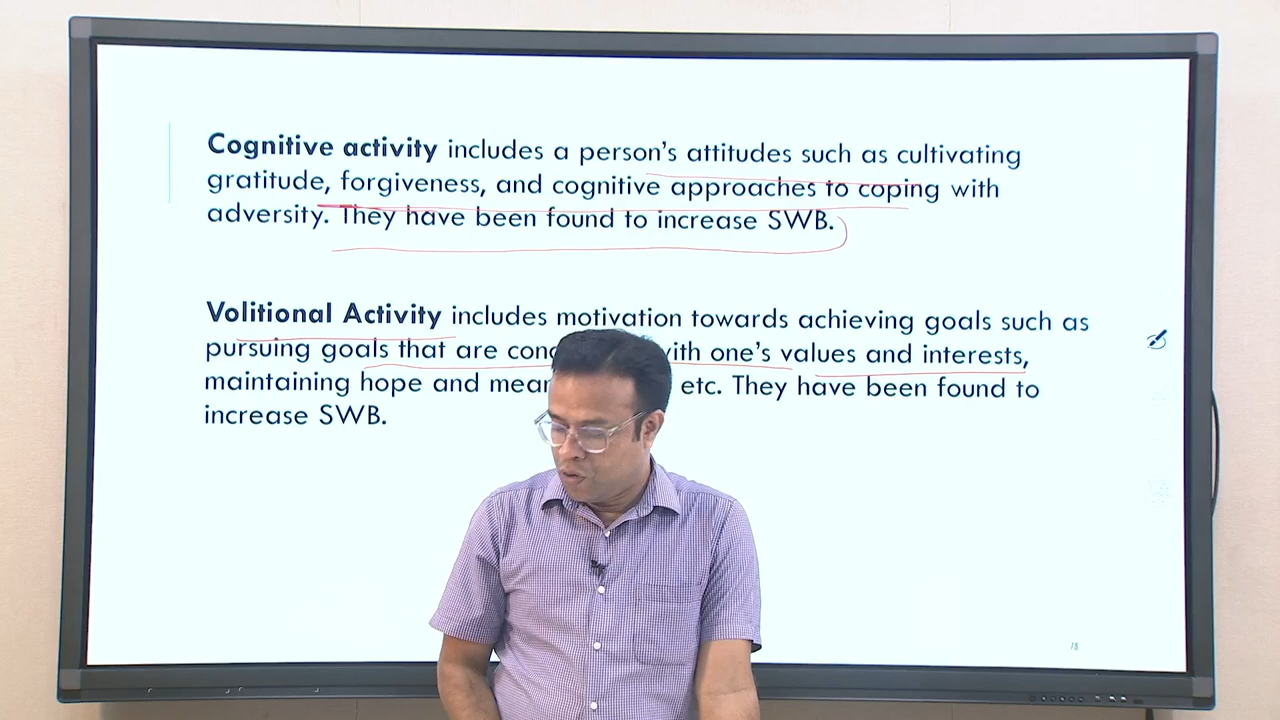 Cognitive activity includes a person's attitudes such as cultivating
gratitude, forgiveness, and cognitive approaches to coping with
adversity. They have been found to increase SWB.
Volitional Activity includes motivation towards achieving goals such as
pursuing goals that are with one's values and interests,
maintaining hope and etc. They have been found to
increase SWB.
18